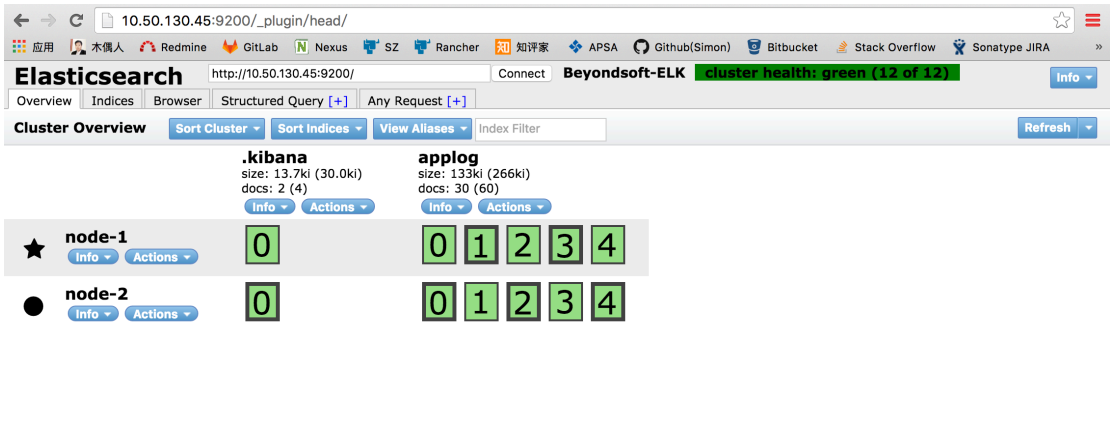 10.50.130.45:9200/_plugin/head/
应用 木偶人 Redmine GitLab Nexus SZ Rancher 知评家 APSA Github(Simon) Bitbucket Stack Overflow Sonatype JIRA »
Elasticsearch http://10.50.130.45:9200/ Connect Beyondsoft-ELK cluster health: green (12 of 12) Info
Overview Indices Browser Structured Query [+] Any Request [+]
Cluster Overview Sort Cluster Sort Indices View Aliases Index Filter Refresh
.kibana applog
size: 13.7ki (30.0ki) size: 133ki (266ki)
docs: 2 (4) docs: 30 (60)
Info Actions Info Actions
node-1 0 0 1 2 3 4
Info Actions
node-2 0 0 1 2 3 4
Info Actions